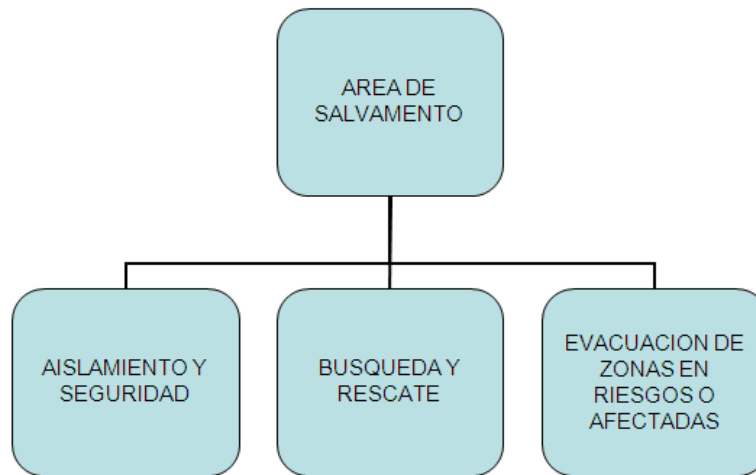 AREA DE
SALVAMENTO
AISLAMIENTO Y
SEGURIDAD
BUSQUEDA Y
RESCATE
EVACUACION DE
ZONAS EN
RIESGOS O
AFECTADAS